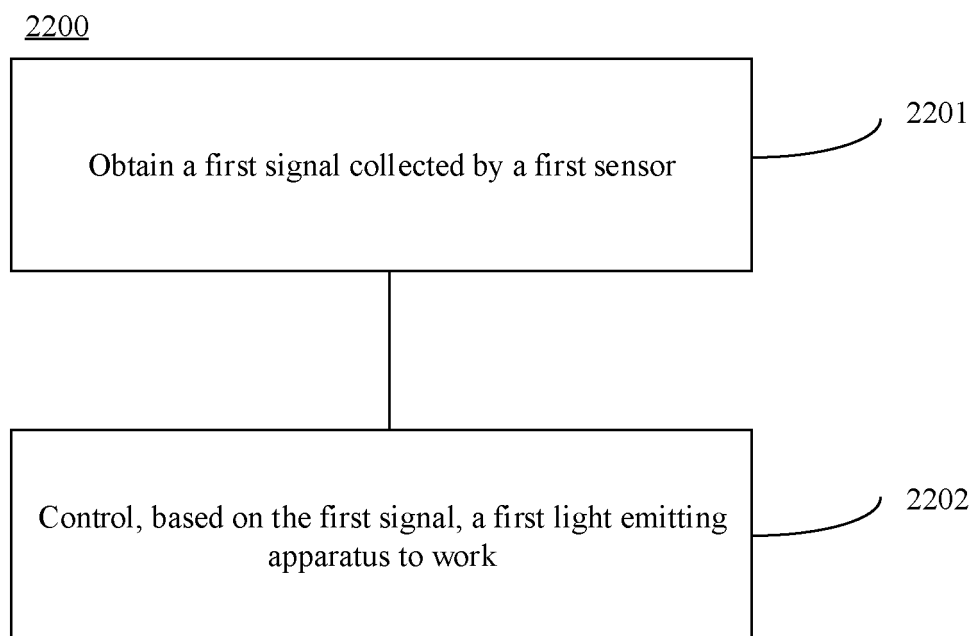 2200
2201
Obtain a first signal collected by a first sensor
2202
Control, based on the first signal, a first light emitting
apparatus to work